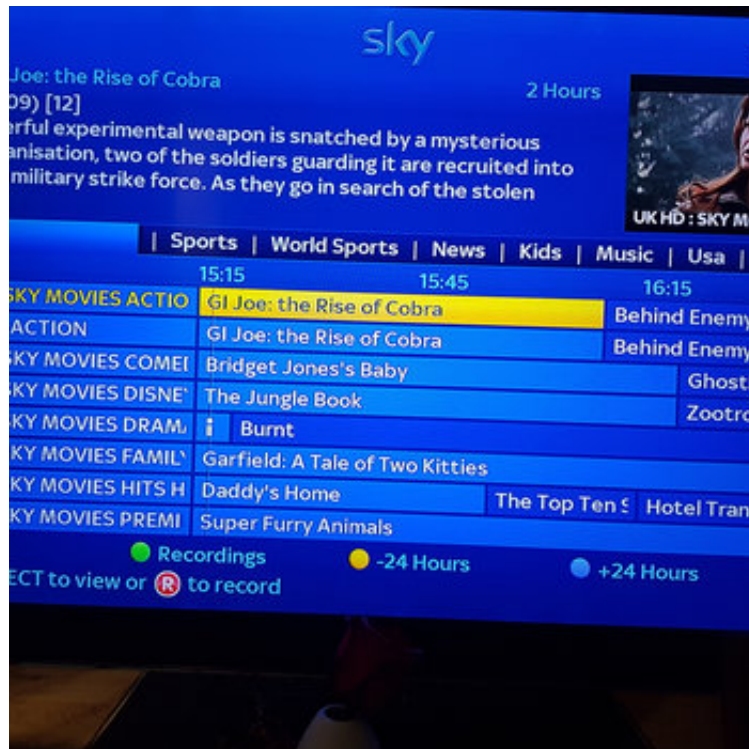 sky
Joe: the Rise of Cobra
2 Hours
09) [12]
erful experimental weapon is snatched by a mysterious
anisation, two of the soldiers guarding it are recruited into
military strike force. As they go in search of the stolen
UK HD : SKY M
| Sports | World Sports | News | Kids | Music | Usa |
15:15 15:45 16:15
SKY MOVIES ACTIO GI Joe: the Rise of Cobra Behind Enemy
ACTION GI Joe: the Rise of Cobra Behind Enemy
SKY MOVIES COME Bridget Jones's Baby Ghost
SKY MOVIES DISNE The Jungle Book Zootro
KY MOVIES DRAM Burnt
KY MOVIES FAMIL Garfield: A Tale of Two Kitties
KY MOVIES HITS H Daddy's Home The Top Ten S Hotel Tran
KY MOVIES PREMI Super Furry Animals
Recordings -24 Hours +24 Hours
ECT to view or R to record